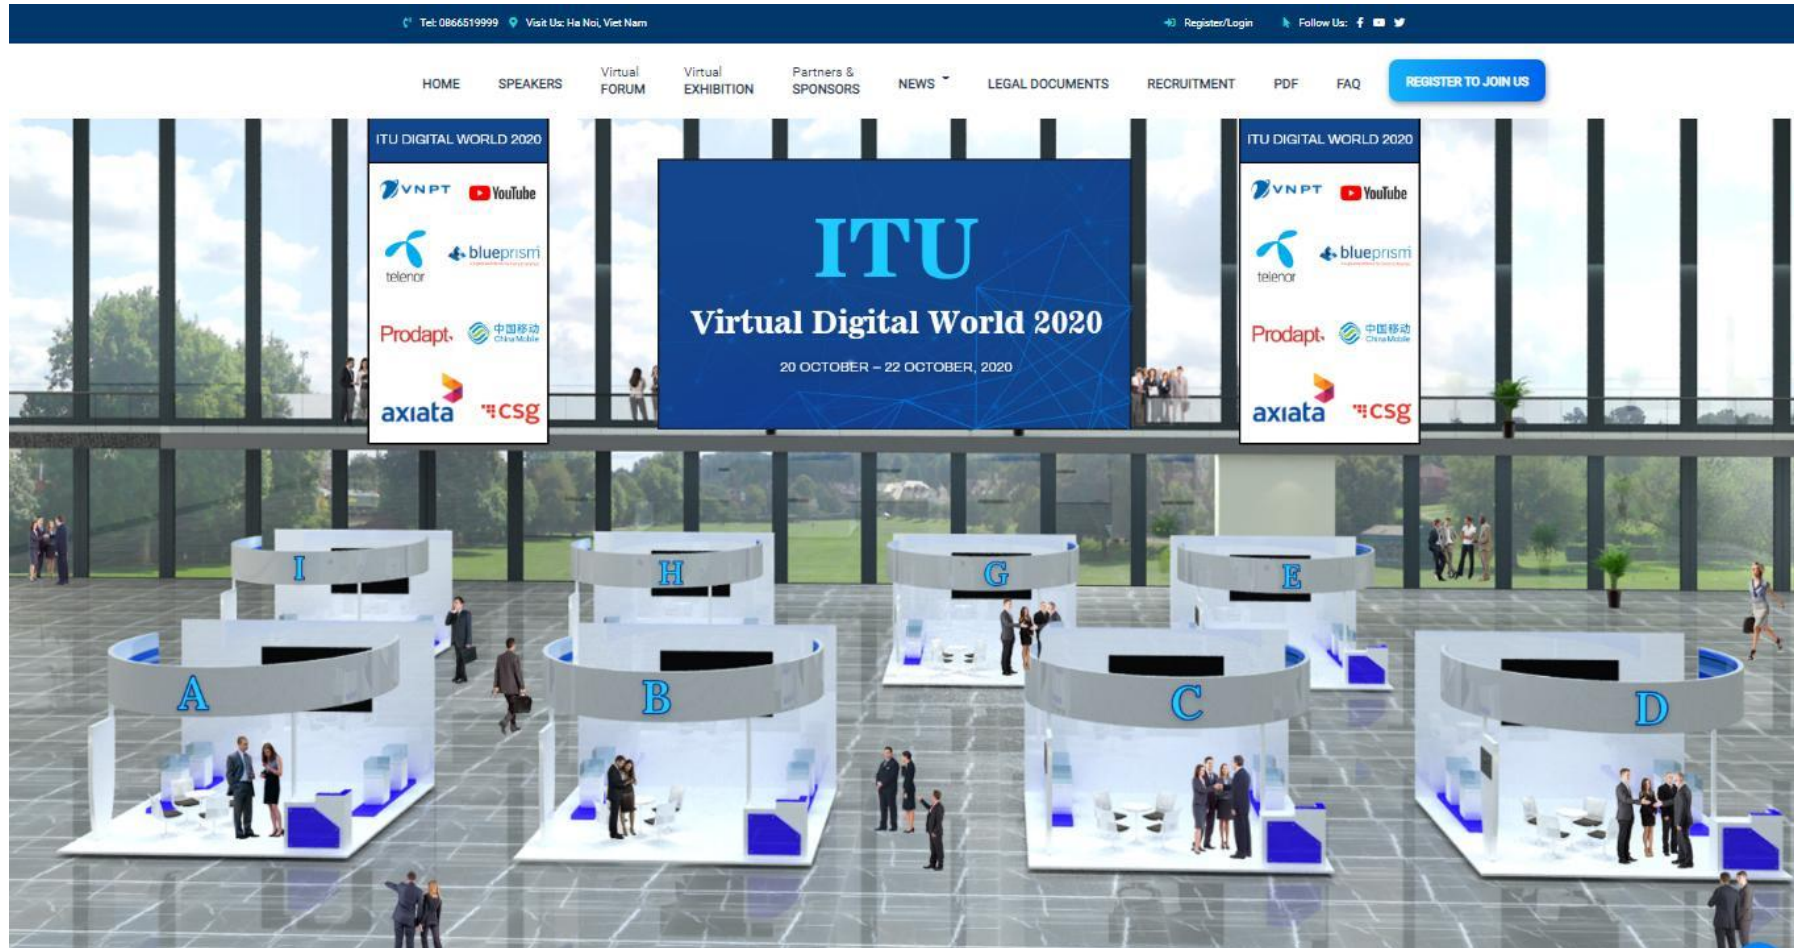 Tel: 0866519999 Visit Us: Ha Noi, Viet Nam
Register/Login Follow Us:
HOME
SPEAKERS
Virtual
FORUM
Virtual
EXHIBITION
Partners &
SPONSORS
NEWS
LEGAL DOCUMENTS
RECRUITMENT
PDF
FAQ
REGISTER TO JOIN US
ITU DIGITAL WORLD 2020
VNPT YouTube
telenor blueprism
Prodapt 中国移动
China Mobile
axiata csg
ITU
Virtual Digital World 2020
20 OCTOBER – 22 OCTOBER, 2020
ITU DIGITAL WORLD 2020
VNPT YouTube
telenor blueprism
Prodapt 中国移动
China Mobile
axiata csg
I H G E
A B C D